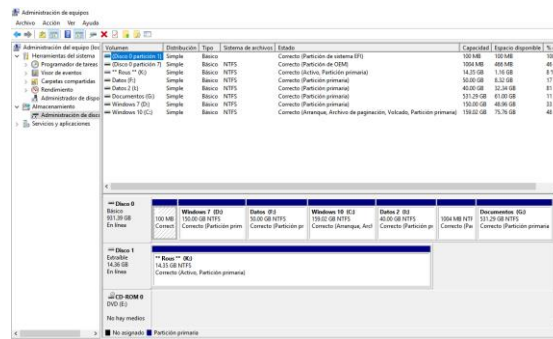 Administración de equipos
Archivo Acción Ver Ayuda
Administración del equipo (loc
Herramientas del sistema
Programador de tareas
Visor de eventos
Carpetas compartidas
Rendimiento
Administrador de dispo
Almacenamiento
Administración de disco
Servicios y aplicaciones
Volumen Distribución Tipo Sistema de archivos Estado Capacidad Espacio disponible %
(Disco 0 partición 1) Simple Básico Correcto (Partición de sistema EFI) 100 MB 100 MB 10
(Disco 0 partición 7) Simple Básico NTFS Correcto (Partición de OEM) 1004 MB 466 MB 46
** Rous ** (K:) Simple Básico NTFS Correcto (Activo, Partición primaria) 14,35 GB 1,16 GB 8 %
Datos (F:) Simple Básico NTFS Correcto (Partición primaria) 50,00 GB 8,32 GB 17
Datos 2 (I:) Simple Básico NTFS Correcto (Partición primaria) 40,00 GB 32,34 GB 81
Documentos (G:) Simple Básico NTFS Correcto (Partición primaria) 531,29 GB 61,00 GB 11
Windows 7 (D:) Simple Básico NTFS Correcto (Partición primaria) 150,00 GB 48,96 GB 33
Windows 10 (C:) Simple Básico NTFS Correcto (Arranque, Archivo de paginación, Volcado, Partición primaria) 159,02 GB 75,76 GB 48
Disco 0
Básico
931,39 GB
En línea
100 MB
Correct
Windows 7 (D:)
150,00 GB NTFS
Correcto (Partición prim
Datos (F:)
50,00 GB NTFS
Correcto (Partición pr
Windows 10 (C:)
159,02 GB NTFS
Correcto (Arranque, Arcl
Datos 2 (I:)
40,00 GB NTFS
Correcto (Partición pr
1004 MB NTF
Correcto (Par
Documentos (G:)
531,29 GB NTFS
Correcto (Partición primaria
Disco 1
Extraíble
14,36 GB
En línea
** Rous ** (K:)
14,35 GB NTFS
Correcto (Activo, Partición primaria)
CD-ROM 0
DVD (E:)
No hay medios
No asignado Partición primaria